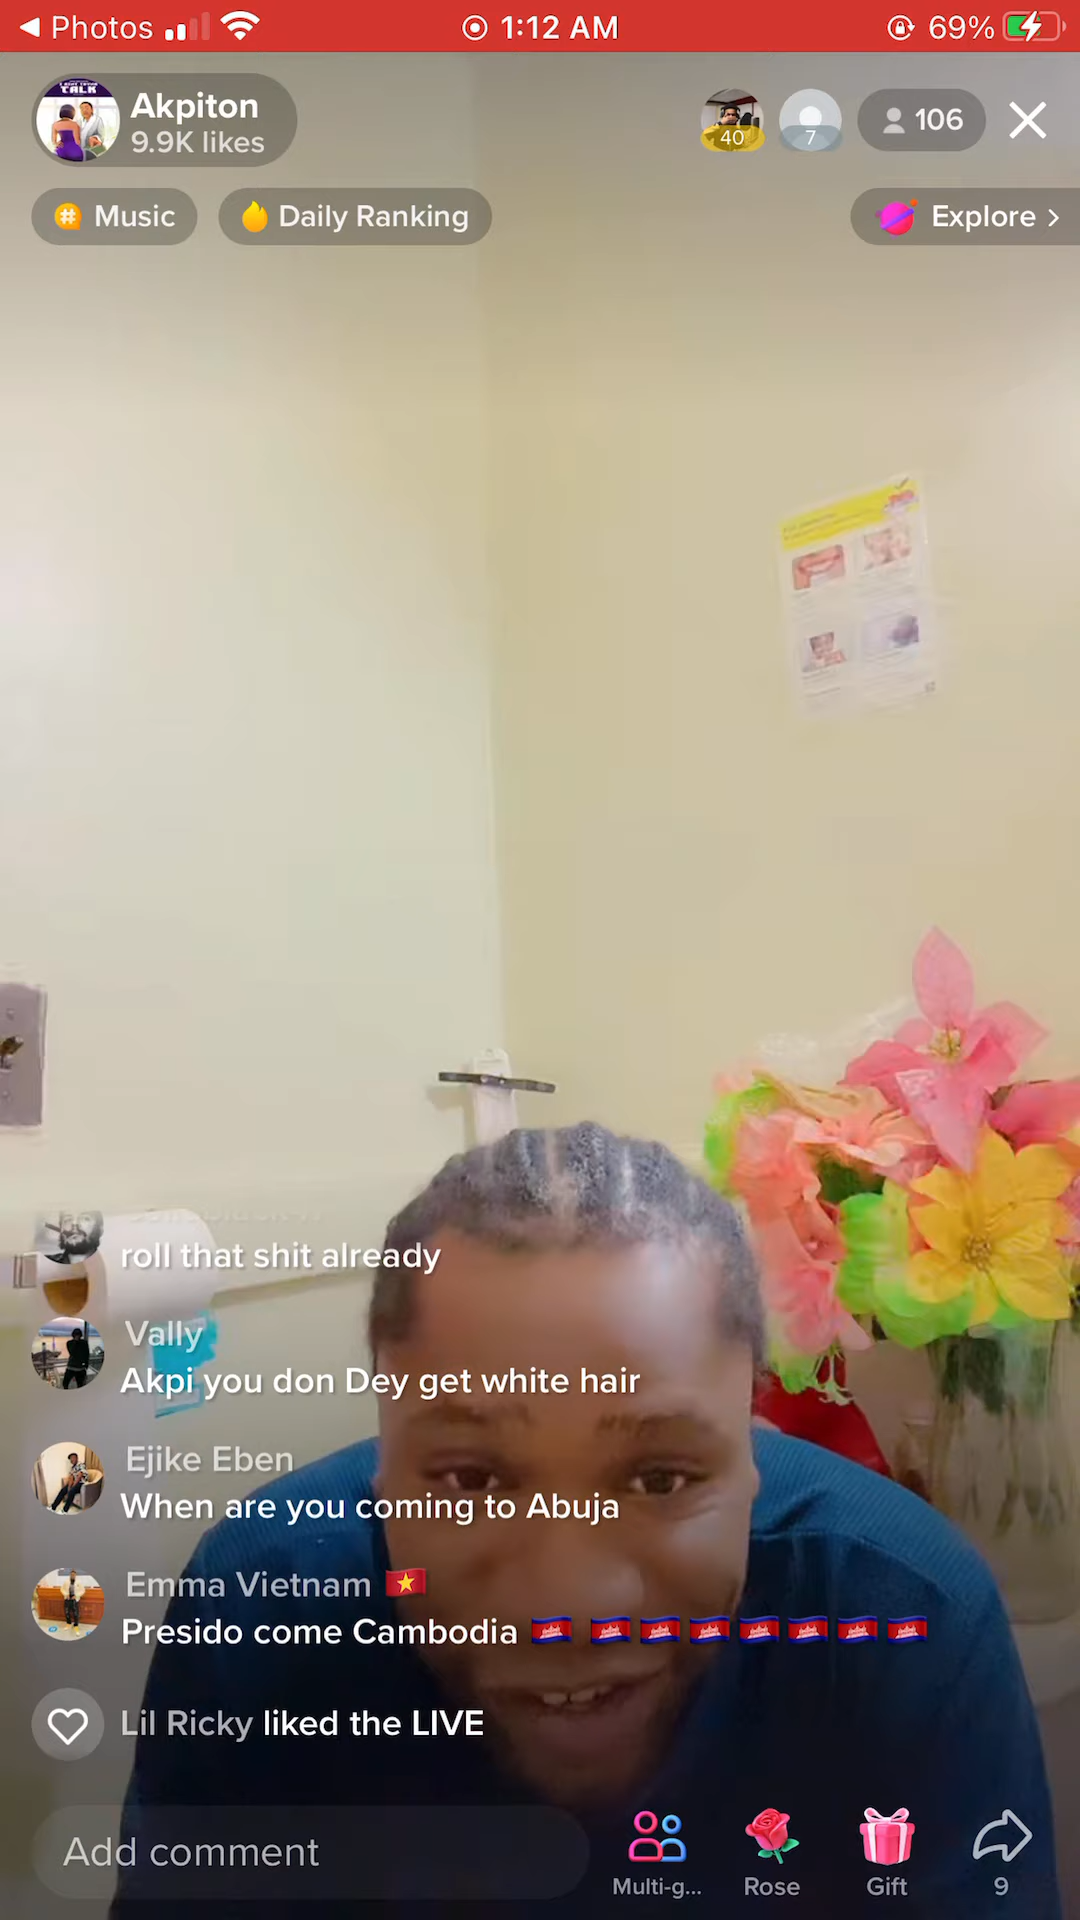 Photos
1:12 AM
69%
TALK
Akpiton
9.9K likes
40
7
106
Music
Daily Ranking
Explore
roll that shit already
Vally
Akpi you don Dey get white hair
Ejike Eben
When are you coming to Abuja
Emma Vietnam 🇻🇳
Presido come Cambodia 🇰🇭 🇰🇭🇰🇭🇰🇭🇰🇭🇰🇭🇰🇭🇰🇭
Lil Ricky liked the LIVE
Add comment
Multi-g...
Rose
Gift
9